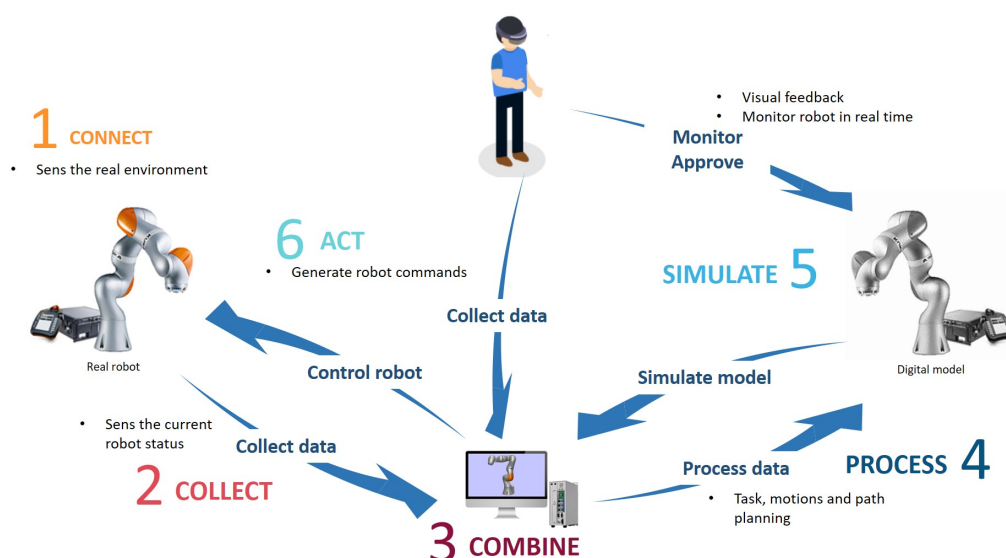 1 CONNECT
• Sens the real environment
• Visual feedback
• Monitor robot in real time
Monitor
Approve
6 ACT
• Generate robot commands
SIMULATE 5
Collect data
Real robot
Control robot
Simulate model
Digital model
• Sens the current
robot status
Collect data
2 COLLECT
Process data
PROCESS 4
• Task, motions and path
planning
3 COMBINE